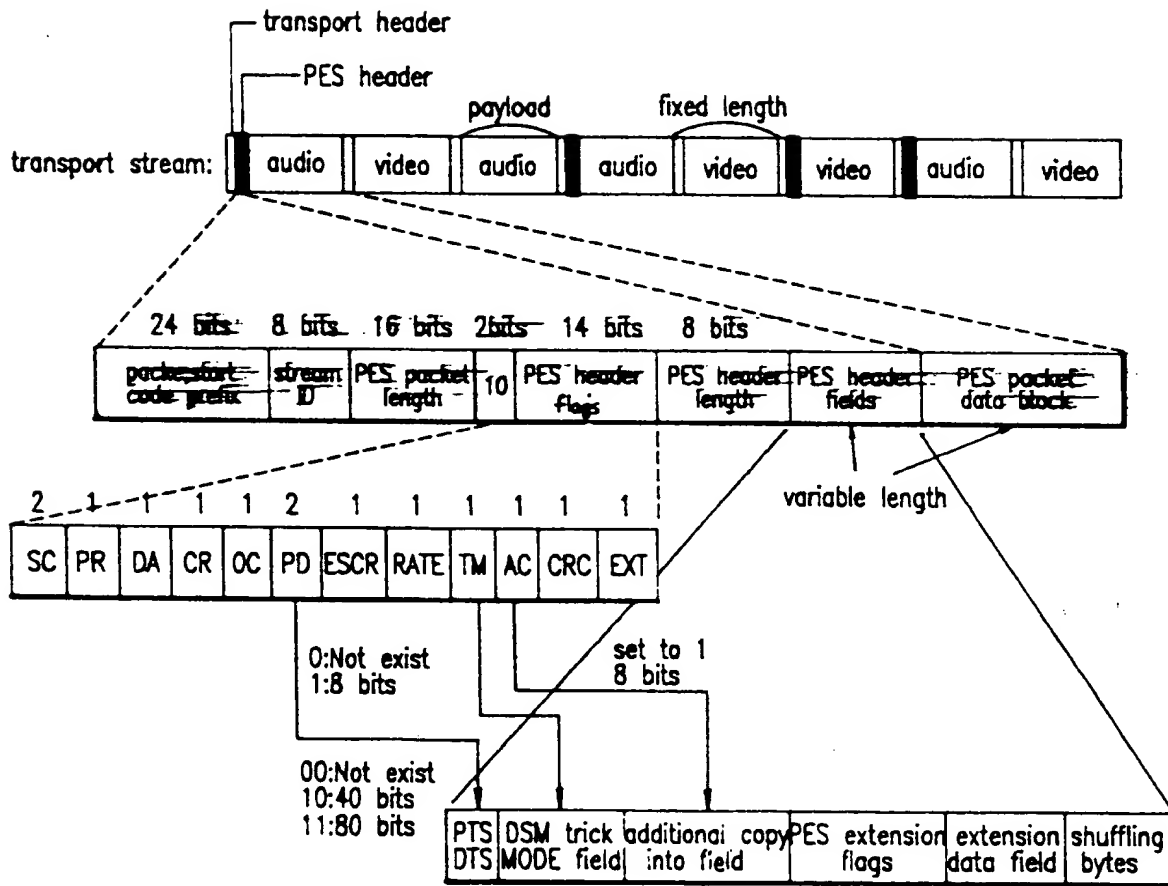 transport header
PES header
payload fixed length
transport stream: audio video audio audio video video audio video
24 bits 8 bits 16 bits 2bits 14 bits 8 bits
packe start stream PES packet 10 PES header PES header PES header PES packet
code prefix ID length flags length fields data block
variable length
2 1 1 1 1 2 1 1 1 1 1 1
SC PR DA CR OC PD ESCR RATE TM AC CRC EXT
0:Not exist
1:8 bits
set to 1
8 bits
00:Not exist
10:40 bits
11:80 bits
PTS DSM trick additional copy PES extension extension shuffling
DTS MODE field into field flags data field bytes